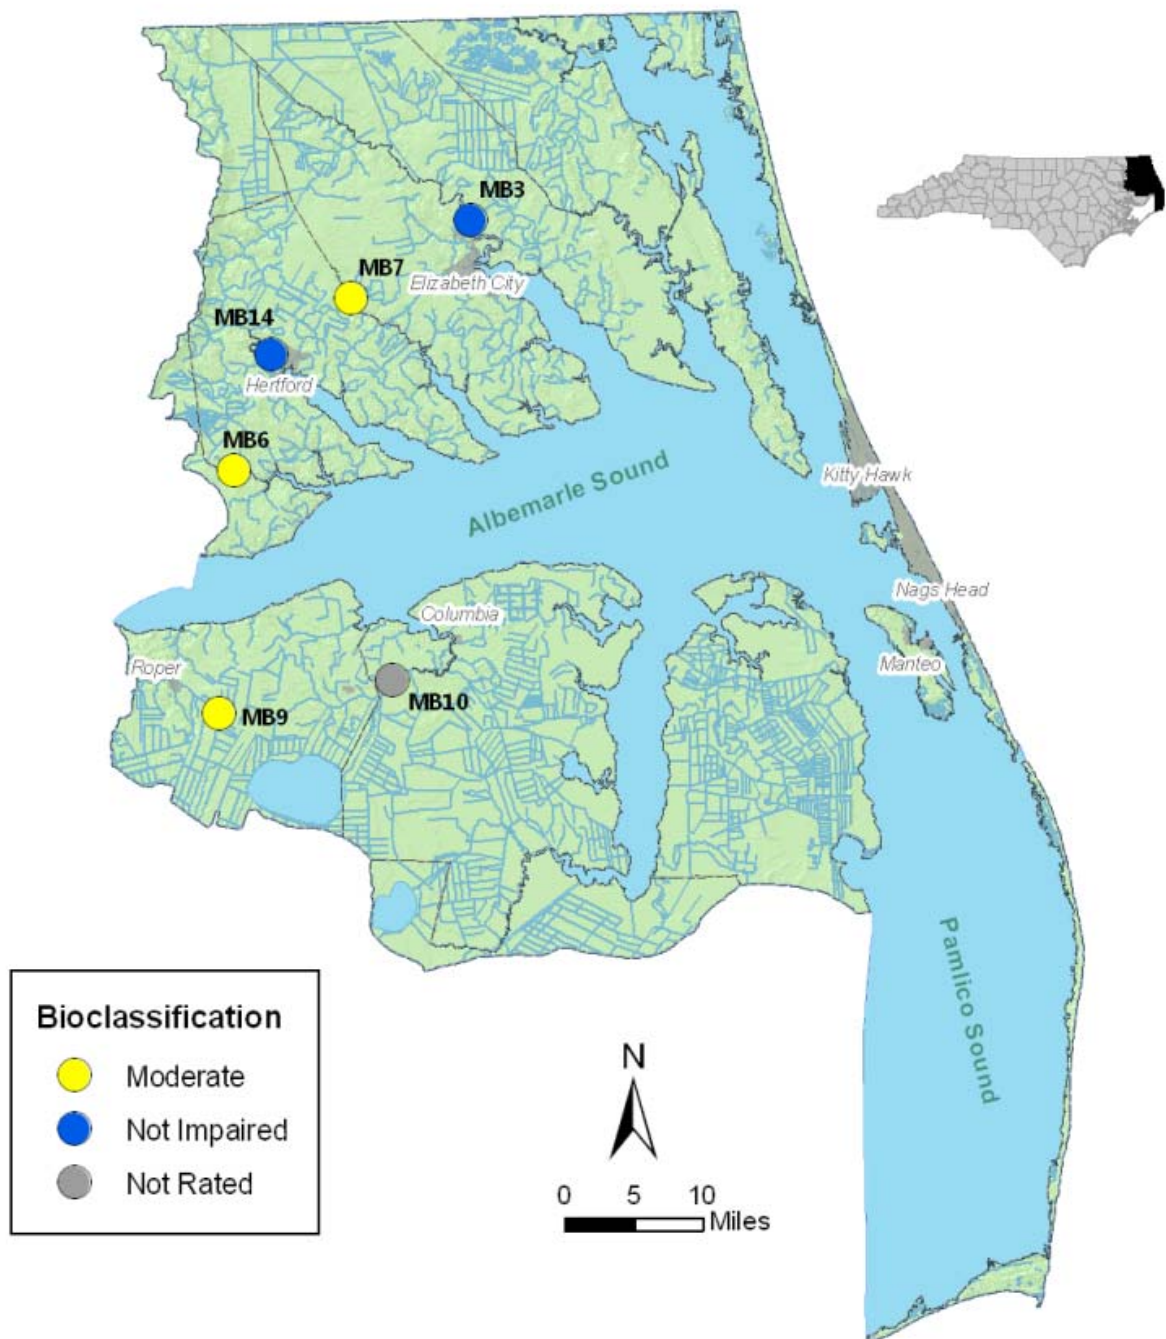 MB3
MB7
Elizabeth City
MB14
Hertford
MB6
Kitty Hawk
Albemarle Sound
Nags Head
Columbia
Roper
Manteo
MB10
MB9
Pamlico Sound
Bioclassification
Moderate
Not Impaired
Not Rated
N
0 5 10
Miles